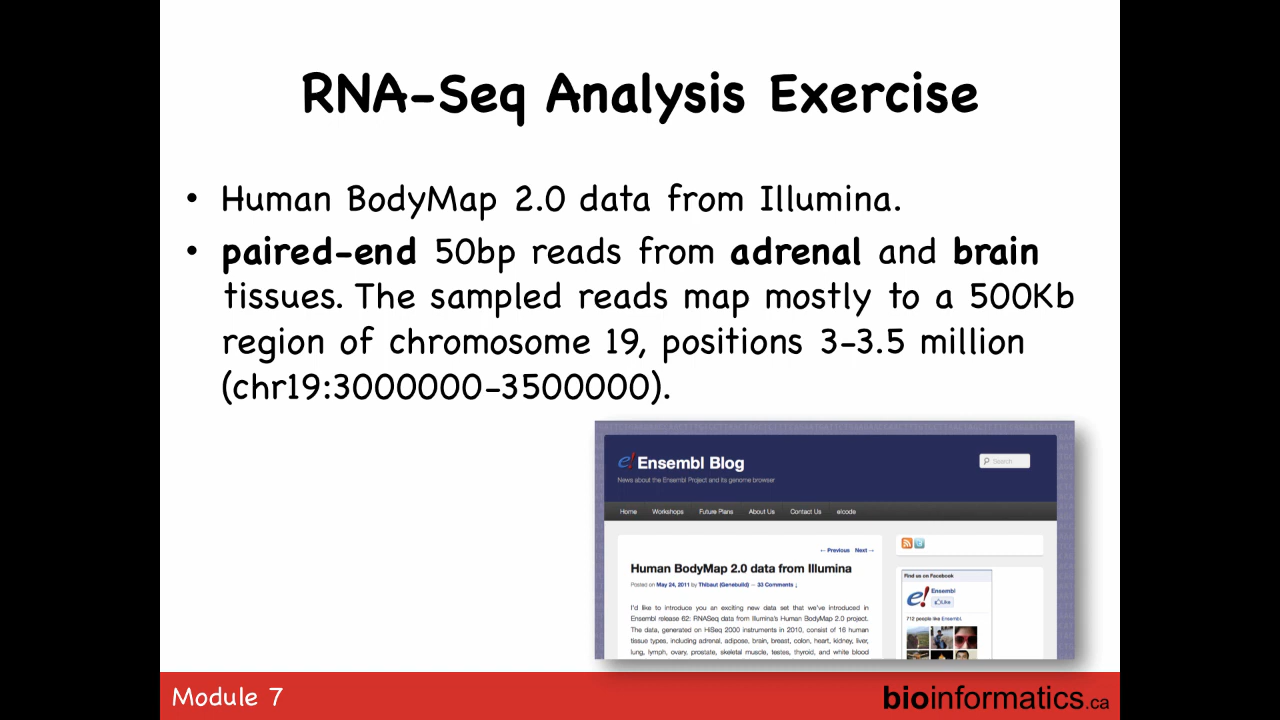 RNA-Seq Analysis Exercise
• Human BodyMap 2.0 data from Illumina.
• paired-end 50bp reads from adrenal and brain
tissues. The sampled reads map mostly to a 500Kb
region of chromosome 19, positions 3-3.5 million
(chr19:3000000-3500000).
e! Ensembl Blog
Search
News about the Ensembl Project and its genome browser
Home Workshops Future Plans About Us Contact Us e!code
← Previous Next →
Human BodyMap 2.0 data from Illumina
Posted on May 24, 2011 by Thibaut (Genebuild) — 33 Comments ↓
I'd like to introduce you an exciting new data set that we've introduced in
Ensembl release 62: RNASeq data from Illumina's Human BodyMap 2.0 project.
The data, generated on HiSeq 2000 instruments in 2010, consist of 16 human
tissue types, including adrenal, adipose, brain, breast, colon, heart, kidney, liver,
lung, lymph, ovary, prostate, skeletal muscle, testes, thyroid, and white blood
Find us on Facebook
e! Ensembl
Like
712 people like Ensembl.
Module 7
bioinformatics.ca